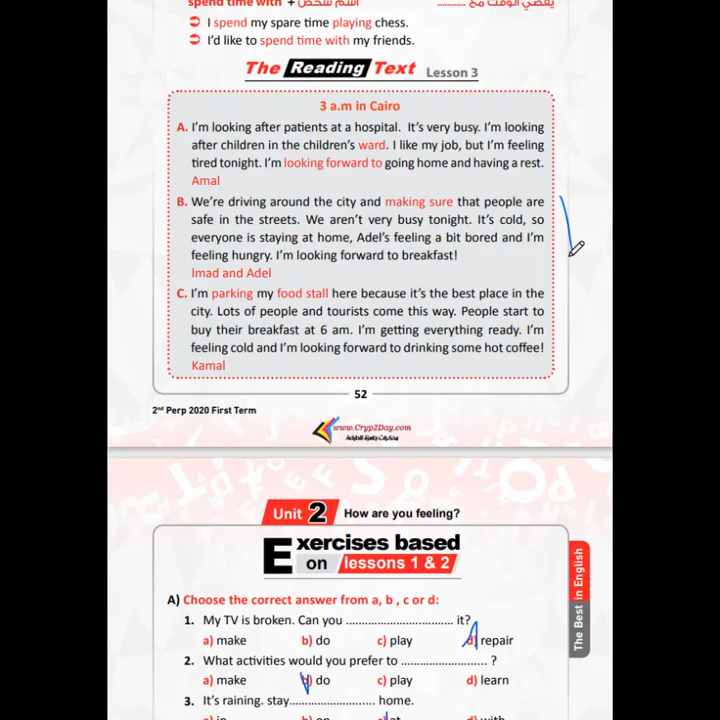 spend time with + اسم شخص ............ يقضي الوقت مع
➲ I spend my spare time playing chess.
➲ I'd like to spend time with my friends.
The Reading Text Lesson 3
3 a.m in Cairo
A. I'm looking after patients at a hospital. It's very busy. I'm looking
after children in the children's ward. I like my job, but I'm feeling
tired tonight. I'm looking forward to going home and having a rest.
Amal
B. We're driving around the city and making sure that people are
safe in the streets. We aren't very busy tonight. It's cold, so
everyone is staying at home, Adel's feeling a bit bored and I'm
feeling hungry. I'm looking forward to breakfast!
Imad and Adel
C. I'm parking my food stall here because it's the best place in the
city. Lots of people and tourists come this way. People start to
buy their breakfast at 6 am. I'm getting everything ready. I'm
feeling cold and I'm looking forward to drinking some hot coffee!
Kamal
52
2nd Perp 2020 First Term
www.Cryp2Day.com
مذكرات جاهزة للطباعة
Unit 2 How are you feeling?
Exercises based
on lessons 1 & 2
The Best in English
A) Choose the correct answer from a, b , c or d:
1. My TV is broken. Can you ................................ it?
a) make b) do c) play d) repair
2. What activities would you prefer to .......................... ?
a) make b) do c) play d) learn
3. It's raining. stay.......................... home.
a) in b) on c) at d) with